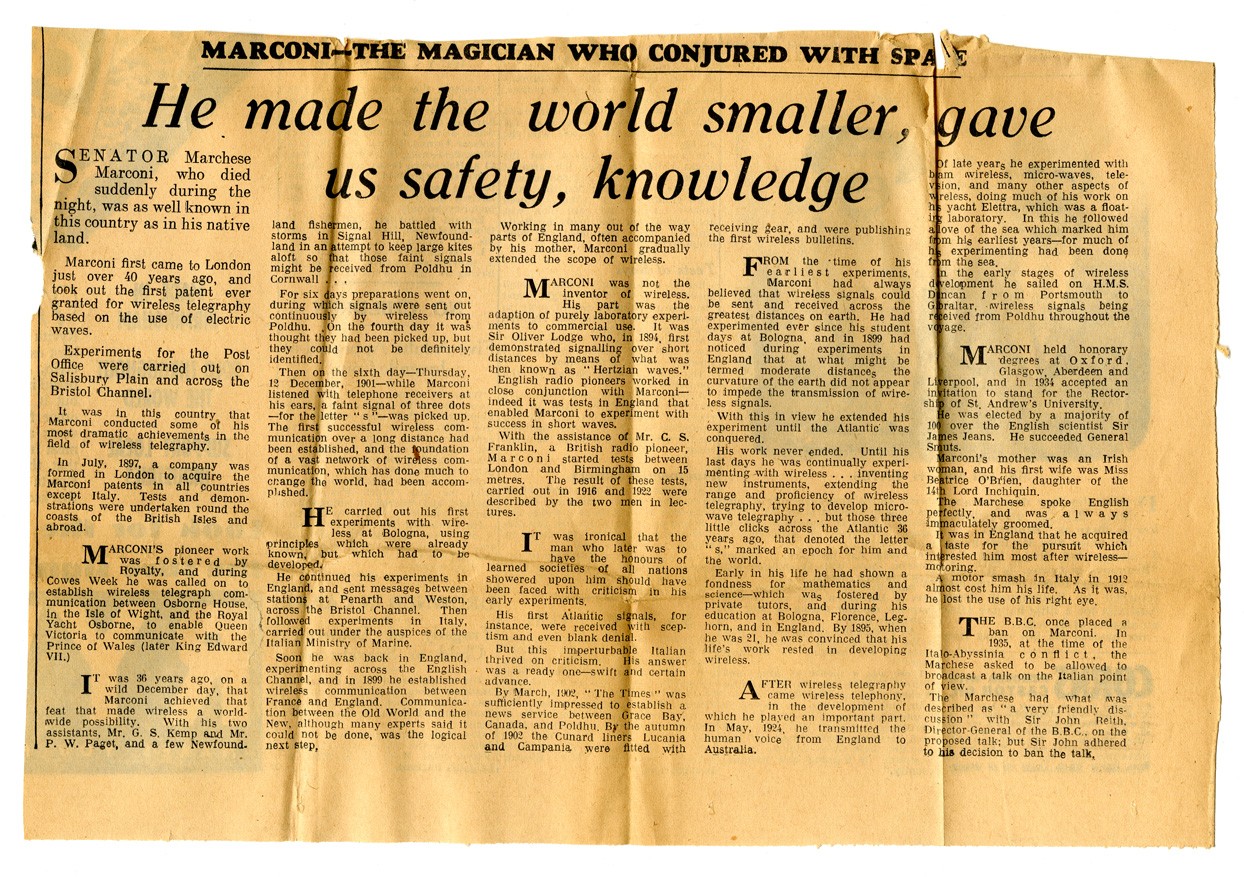 MARCONI—THE MAGICIAN WHO CONJURED WITH SPA E
He made the world smaller, gave
us safety, knowledge
SENATOR Marchese
Marconi, who died
suddenly during the
night, was as well known in
this country as in his native
land.
Marconi first came to London
just over 40 years ago, and
took out the first patent ever
granted for wireless telegraphy
based on the use of electric
waves.
Experiments for the Post
Office were carried out on
Salisbury Plain and across the
Bristol Channel.
It was in this country that
Marconi conducted some of his
most dramatic achievements in the
field of wireless telegraphy.
In July, 1897, a company was
formed in London to acquire the
Marconi patents in all countries
except Italy. Tests and demon-
strations were undertaken round the
coasts of the British Isles and
abroad.
MARCONI'S pioneer work
was fostered by
Royalty, and during
Cowes Week he was called on to
establish wireless telegraph com-
munication between Osborne House,
in the Isle of Wight, and the Royal
Yacht Osborne, to enable Queen
Victoria to communicate with the
Prince of Wales (later King Edward
VII.)
IT was 36 years ago, on a
wild December day, that
Marconi achieved that
feat that made wireless a world-
wide possibility. With his two
assistants, Mr. G. S. Kemp and Mr.
P. W. Paget, and a few Newfound-
land fishermen, he battled with
storms in Signal Hill, Newfound-
land in an attempt to keep large kites
aloft so that those faint signals
might be received from Poldhu in
Cornwall . . .
For six days preparations went on,
during which signals were sent out
continuously by wireless from
Poldhu. On the fourth day it was
thought they had been picked up, but
they could not be definitely
identified.
Then on the sixth day—Thursday,
12 December, 1901—while Marconi
listened with telephone receivers at
his ears, a faint signal of three dots
—for the letter "s"—was picked up.
The first successful wireless com-
munication over a long distance had
been established, and the foundation
of a vast network of wireless com-
munication, which has done much to
change the world, had been accom-
plished.
HE carried out his first
experiments with wire-
less at Bologna, using
principles which were already
known, but which had to be
developed.
He continued his experiments in
England, and sent messages between
stations at Penarth and Weston,
across the Bristol Channel. Then
followed experiments in Italy,
carried out under the auspices of the
Italian Ministry of Marine.
Soon he was back in England,
experimenting across the English
Channel, and in 1899 he established
wireless communication between
France and England. Communica-
tion between the Old World and the
New, although many experts said it
could not be done, was the logical
next step.
Working in many out of the way
parts of England, often accompanied
by his mother, Marconi gradually
extended the scope of wireless.
MARCONI was not the
inventor of wireless.
His part was the
adaption of purely laboratory experi-
ments to commercial use. It was
Sir Oliver Lodge who, in 1894, first
demonstrated signalling over short
distances by means of what was
then known as "Hertzian waves."
English radio pioneers worked in
close conjunction with Marconi—
indeed it was tests in England that
enabled Marconi to experiment with
success in short waves.
With the assistance of Mr. C. S.
Franklin, a British radio pioneer,
Marconi started tests between
London and Birmingham on 15
metres. The result of these tests,
carried out in 1916 and 1922 were
described by the two men in lec-
tures.
IT was ironical that the
man who later was to
have the honours of
learned societies of all nations
showered upon him should have
been faced with criticism in his
early experiments.
His first Atlantic signals, for
instance, were received with scep-
tism and even blank denial.
But this imperturbable Italian
thrived on criticism. His answer
was a ready one—swift and certain
advance.
By March, 1902, "The Times" was
sufficiently impressed to establish a
news service between Grace Bay,
Canada, and Poldhu. By the autumn
of 1902 the Cunard liners Lucania
and Campania were fitted with
receiving gear, and were publishing
the first wireless bulletins.
FROM the time of his
earliest experiments,
Marconi had always
believed that wireless signals could
be sent and received across the
greatest distances on earth. He had
experimented ever since his student
days at Bologna, and in 1899 had
noticed during experiments in
England that at what might be
termed moderate distances the
curvature of the earth did not appear
to impede the transmission of wire-
less signals.
With this in view he extended his
experiment until the Atlantic was
conquered.
His work never ended. Until his
last days he was continually experi-
menting with wireless . . . inventing
new instruments, extending the
range and proficiency of wireless
telegraphy, trying to develop micro-
wave telegraphy . . . but those three
little clicks across the Atlantic 36
years ago, that denoted the letter
"s," marked an epoch for him and
the world.
Early in his life he had shown a
fondness for mathematics and
science—which was fostered by
private tutors, and during his
education at Bologna, Florence, Leg-
horn, and in England. By 1895, when
he was 21, he was convinced that his
life's work rested in developing
wireless.
AFTER wireless telegraphy
came wireless telephony,
in the development of
which he played an important part.
In May, 1924, he transmitted the
human voice from England to
Australia.
Of late years he experimented with
beam wireless, micro-waves, tele-
vision, and many other aspects of
wireless, doing much of his work on
his yacht Elettra, which was a float-
ing laboratory. In this he followed
a love of the sea which marked him
from his earliest years—for much of
his experimenting had been done
from the sea.
In the early stages of wireless
development he sailed on H.M.S.
Duncan from Portsmouth to
Gibraltar, wireless signals being
received from Poldhu throughout the
voyage.
MARCONI held honorary
degrees at Oxford,
Glasgow, Aberdeen and
Liverpool, and in 1934 accepted an
invitation to stand for the Rector-
ship of St. Andrew's University.
He was elected by a majority of
100 over the English scientist Sir
James Jeans. He succeeded General
Smuts.
Marconi's mother was an Irish
woman, and his first wife was Miss
Beatrice O'Brien, daughter of the
14th Lord Inchiquin.
The Marchese spoke English
perfectly, and was always
immaculately groomed.
It was in England that he acquired
a taste for the pursuit which
interested him most after wireless—
motoring.
A motor smash in Italy in 1912
almost cost him his life. As it was,
he lost the use of his right eye.
THE B.B.C. once placed a
ban on Marconi. In
1935, at the time of the
Italo-Abyssinia conflict, the
Marchese asked to be allowed to
broadcast a talk on the Italian point
of view.
The Marchese had what was
described as "a very friendly dis-
cussion" with Sir John Reith,
Director-General of the B.B.C., on the
proposed talk; but Sir John adhered
to his decision to ban the talk.